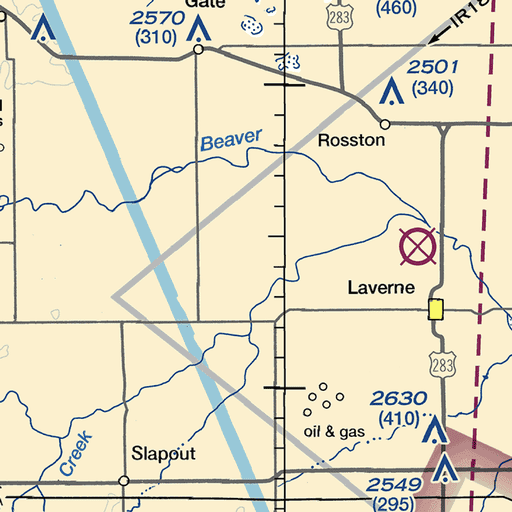 Gate
2570
(310)
283
(460)
IR18
2501
(340)
Rosston
Beaver
Laverne
283
2630
(410)
oil & gas
Creek
Slapout
2549
(295)